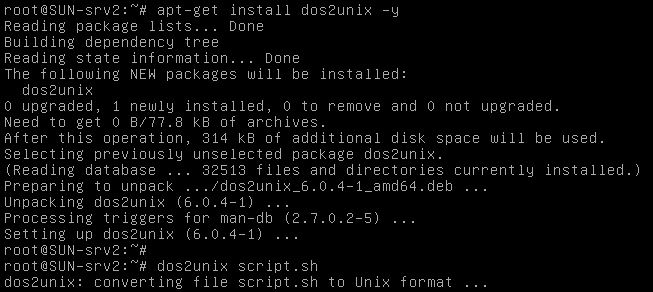 root@SUN-srv2:~# apt-get install dos2unix -y
Reading package lists... Done
Building dependency tree
Reading state information... Done
The following NEW packages will be installed:
  dos2unix
0 upgraded, 1 newly installed, 0 to remove and 0 not upgraded.
Need to get 0 B/77.8 kB of archives.
After this operation, 314 kB of additional disk space will be used.
Selecting previously unselected package dos2unix.
(Reading database ... 32513 files and directories currently installed.)
Preparing to unpack .../dos2unix_6.0.4-1_amd64.deb ...
Unpacking dos2unix (6.0.4-1) ...
Processing triggers for man-db (2.7.0.2-5) ...
Setting up dos2unix (6.0.4-1) ...
root@SUN-srv2:~#
root@SUN-srv2:~# dos2unix script.sh
dos2unix: converting file script.sh to Unix format ...